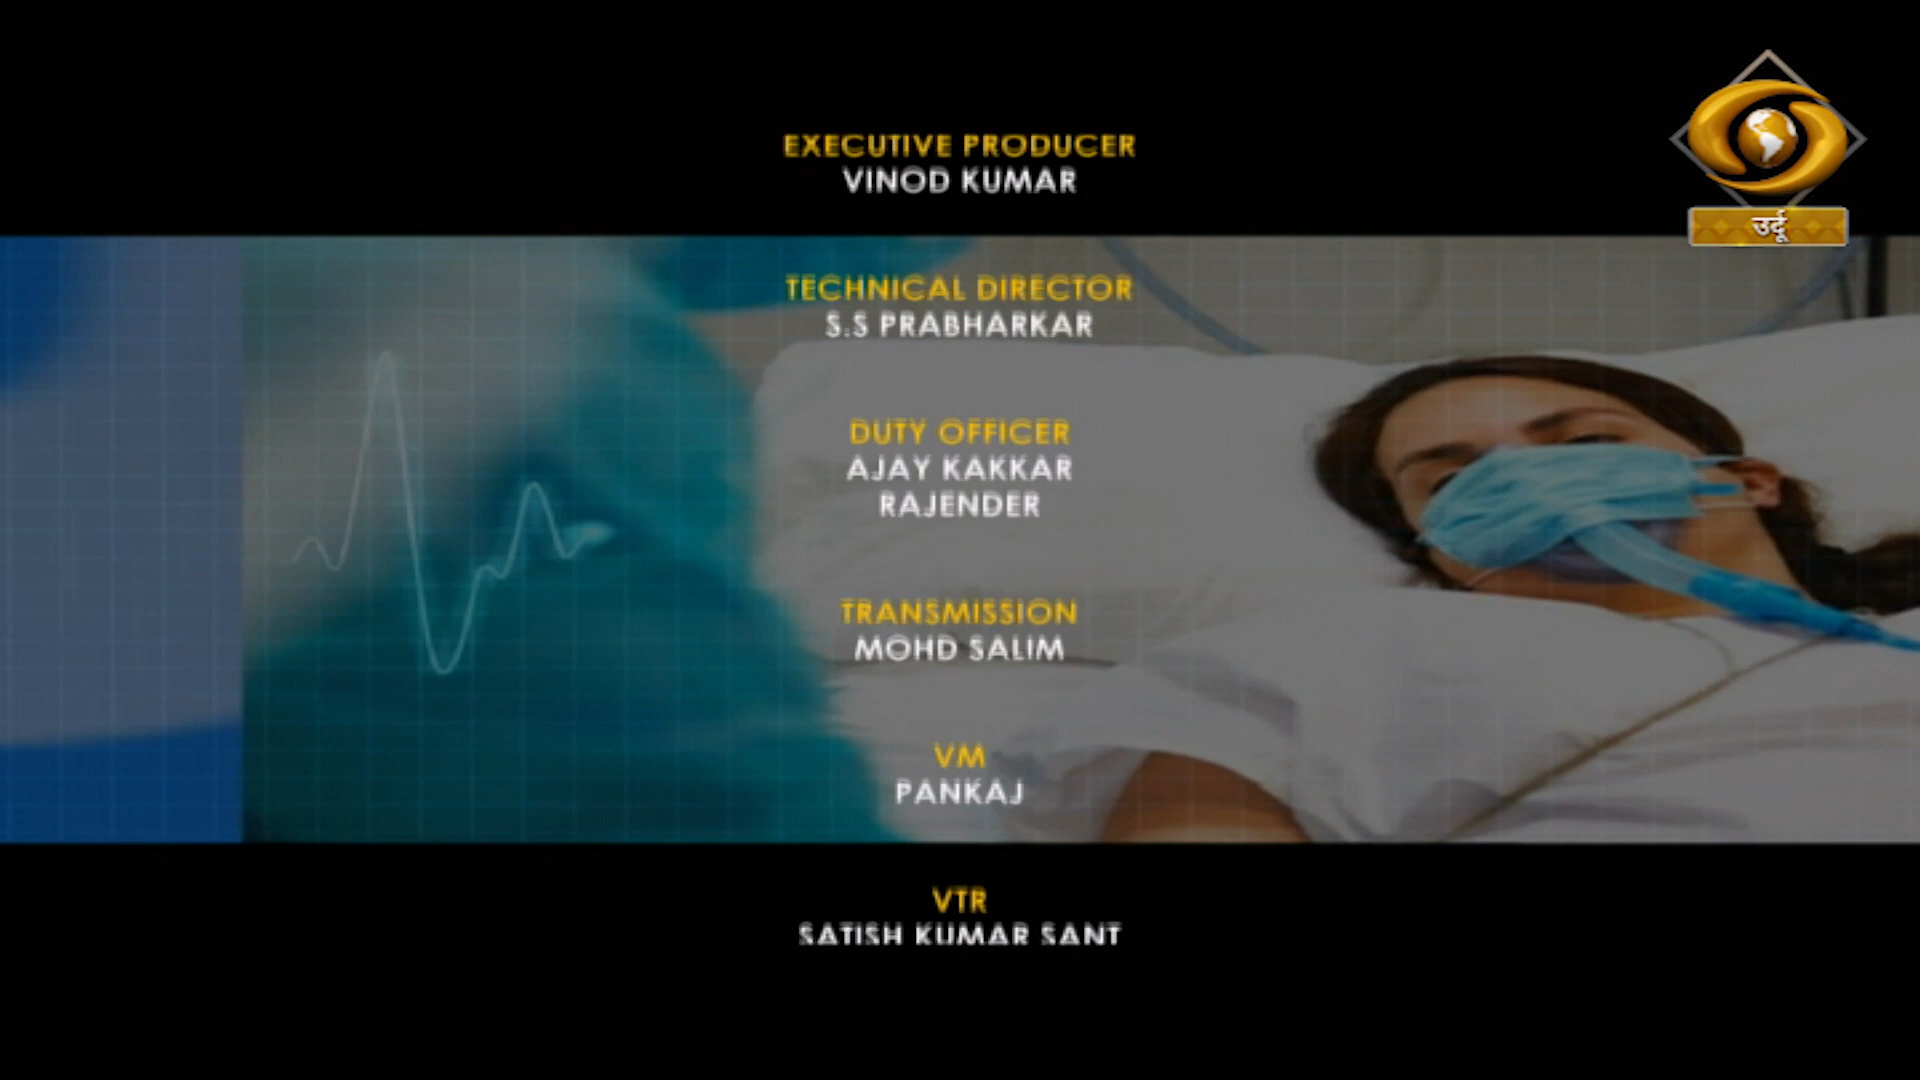 EXECUTIVE PRODUCER
VINOD KUMAR
उर्दू
TECHNICAL DIRECTOR
S.S PRABHARKAR
DUTY OFFICER
AJAY KAKKAR
RAJENDER
TRANSMISSION
MOHD SALIM
VM
PANKAJ
VTR
SATISH KUMAR SANT